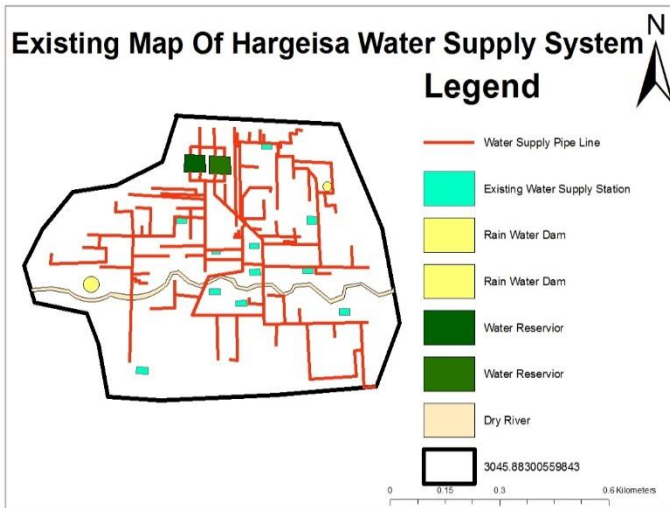 Existing Map Of Hargeisa Water Supply System
N
Legend
Water Supply Pipe Line
Existing Water Supply Station
Rain Water Dam
Rain Water Dam
Water Reservior
Water Reservior
Dry River
3045.88300559843
0 0.15 0.3 0.6 Kilometers